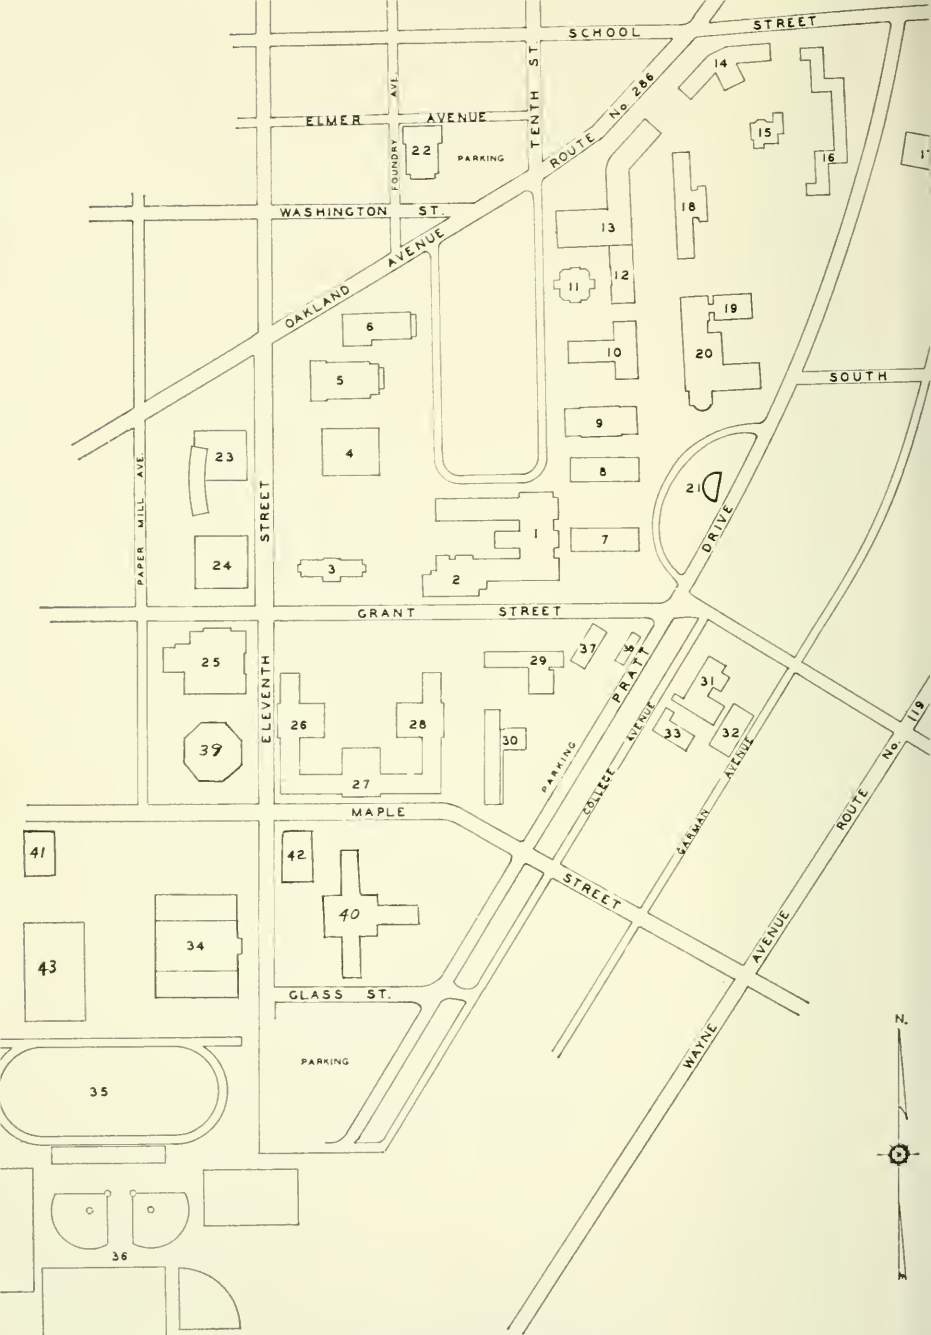 SCHOOL STREET
FOUNDRY AVE.
TENTH ST.
ROUTE No 286
14
ELMER AVENUE
22
PARKING
15
16
18
WASHINGTON ST.
13
OAKLAND AVENUE
11
12
19
6
10
20
5
SOUTH
9
4
23
8
21
PAPER MILL AVE.
ELEVENTH STREET
1
7
DRIVE
24
3
2
GRANT STREET
37
25
29
PRATT
31
26
28
39
30
33
32
ROUTE No. 119
27
PARKING
COLLEGE AVENUE
GARMAN AVENUE
MAPLE STREET
41
42
40
34
43
WAYNE AVENUE
GLASS ST.
N.
PARKING
35
36